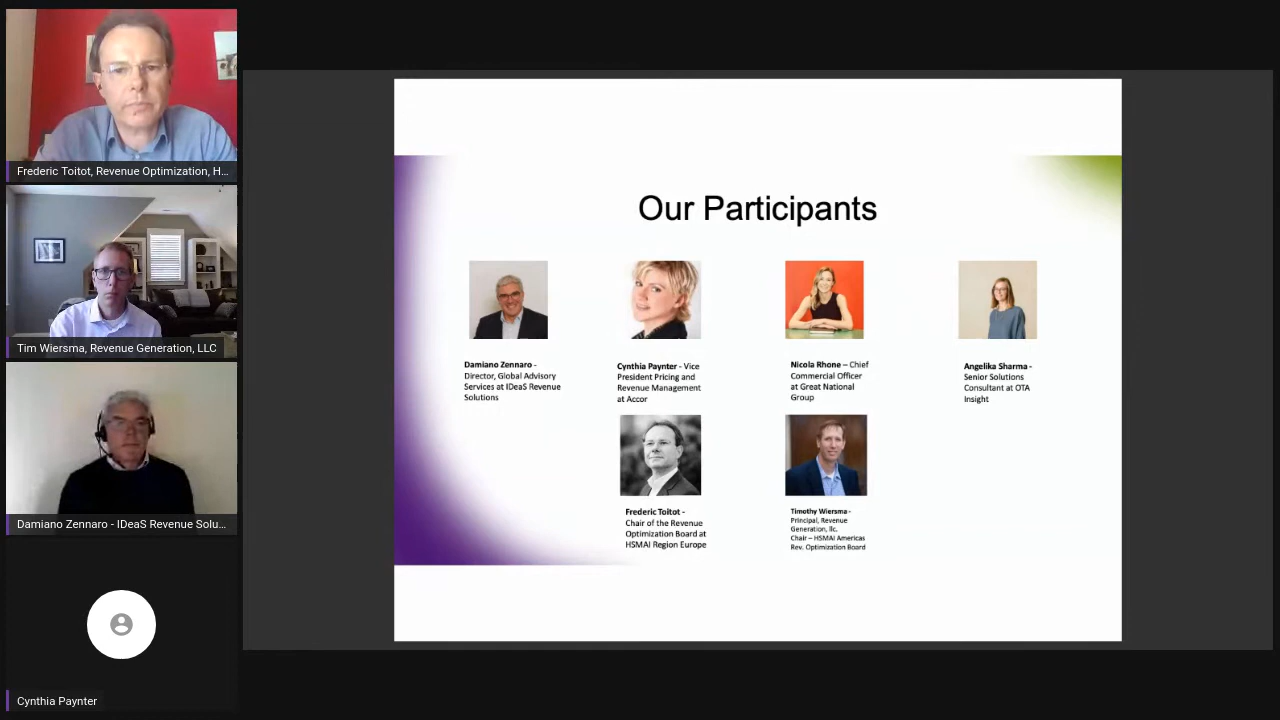 Frederic Toitot, Revenue Optimization, H...
Tim Wiersma, Revenue Generation, LLC
Damiano Zennaro - IDeaS Revenue Solu...
Cynthia Paynter
Our Participants
Damiano Zennaro -
Director, Global Advisory
Services at IDeaS Revenue
Solutions
Cynthia Paynter - Vice
President Pricing and
Revenue Management
at Accor
Nicola Rhone – Chief
Commercial Officer
at Great National
Group
Angelika Sharma -
Senior Solutions
Consultant at OTA
Insight
Frederic Toitot -
Chair of the Revenue
Optimization Board at
HSMAI Region Europe
Timothy Wiersma -
Principal, Revenue
Generation, llc.
Chair – HSMAI Americas
Rev. Optimization Board